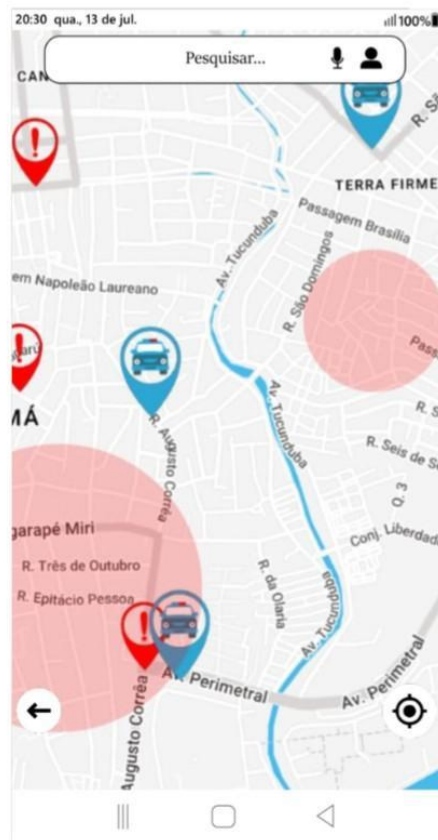 20:30 qua., 13 de jul.
100%
Pesquisar...
CAN
R. Sã
TERRA FIRME
Passagem Brasília
Av. Tucunduba
R. São Domingos
em Napoleão Laureano
Pass
MÁ
R. Augusto Corrêa
Av. Tucunduba
R. S
R. Seis de S
Q. 3
garapé Miri
Conj. Liberdad
R. Três de Outubro
R. da Olaria
R. Epitácio Pessoa
Av. Tucunduba
Av. Perimetral
Av. Perimetral
Augusto Corrêa